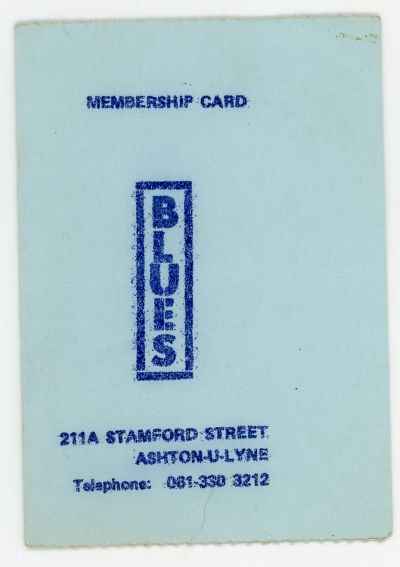 MEMBERSHIP CARD
BLUES
211A STAMFORD STREET
ASHTON-U-LYNE
Telephone: 061-330 3212